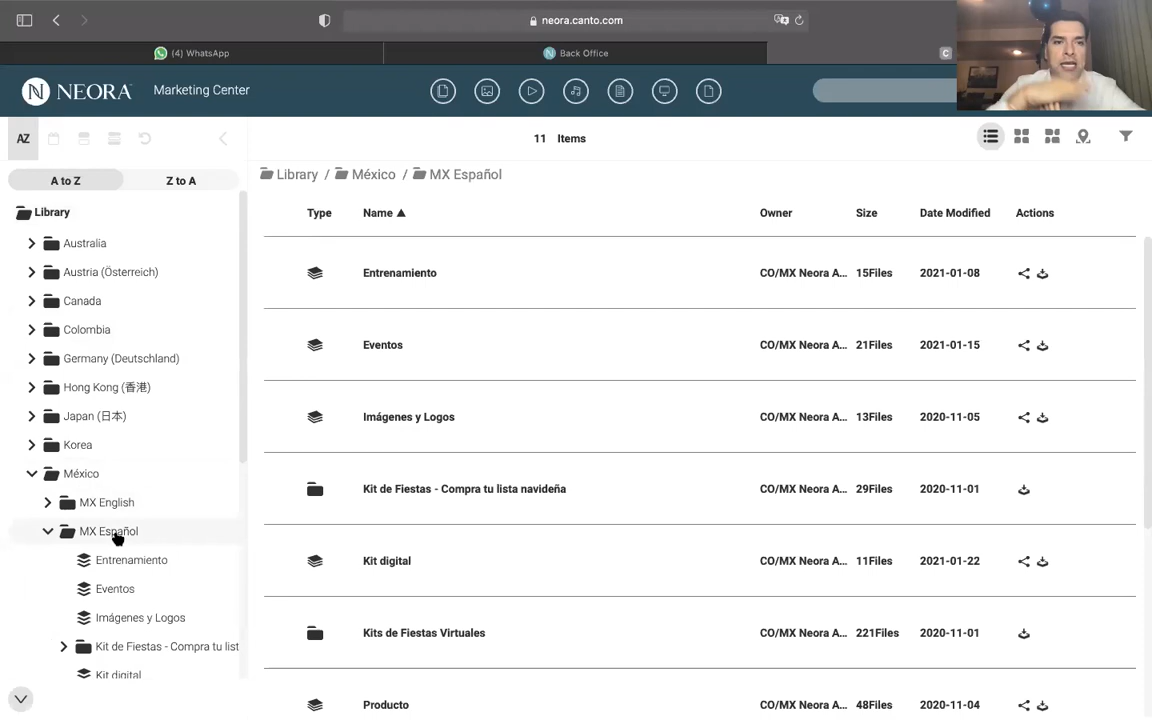 neora.canto.com
(4) WhatsApp
Back Office
C
NEORA
Marketing Center
AZ
11 Items
A to Z
Z to A
Library / México / MX Español
Type
Name ▲
Owner
Size
Date Modified
Actions
Library
Australia
Austria (Österreich)
Canada
Colombia
Germany (Deutschland)
Hong Kong (香港)
Japan (日本)
Korea
México
MX English
MX Español
Entrenamiento
Eventos
Imágenes y Logos
Kit de Fiestas - Compra tu list
Kit digital
Entrenamiento CO/MX Neora A... 15Files 2021-01-08
Eventos CO/MX Neora A... 21Files 2021-01-15
Imágenes y Logos CO/MX Neora A... 13Files 2020-11-05
Kit de Fiestas - Compra tu lista navideña CO/MX Neora A... 29Files 2020-11-01
Kit digital CO/MX Neora A... 11Files 2021-01-22
Kits de Fiestas Virtuales CO/MX Neora A... 221Files 2020-11-01
Producto CO/MX Neora A... 48Files 2020-11-04